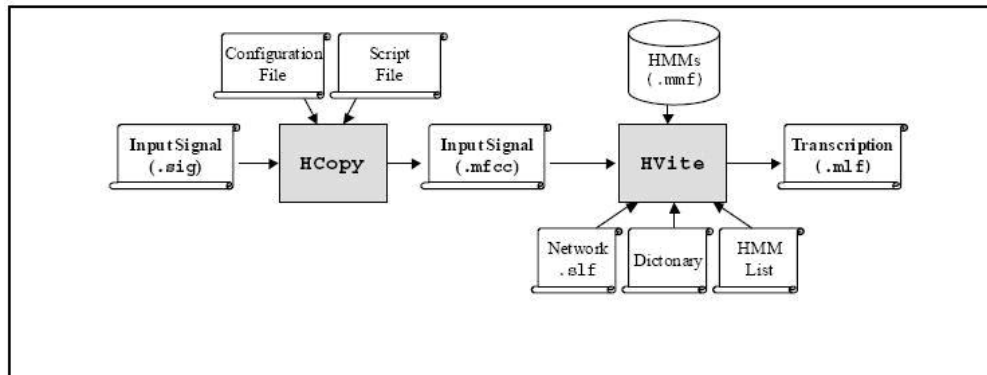 Configuration
File
Script
File
HMMs
(.mmf)
Input Signal
(.sig)
HCopy
Input Signal
(.mfcc)
HVite
Transcription
(.mlf)
Network
.slf
Dictonary
HMM
List